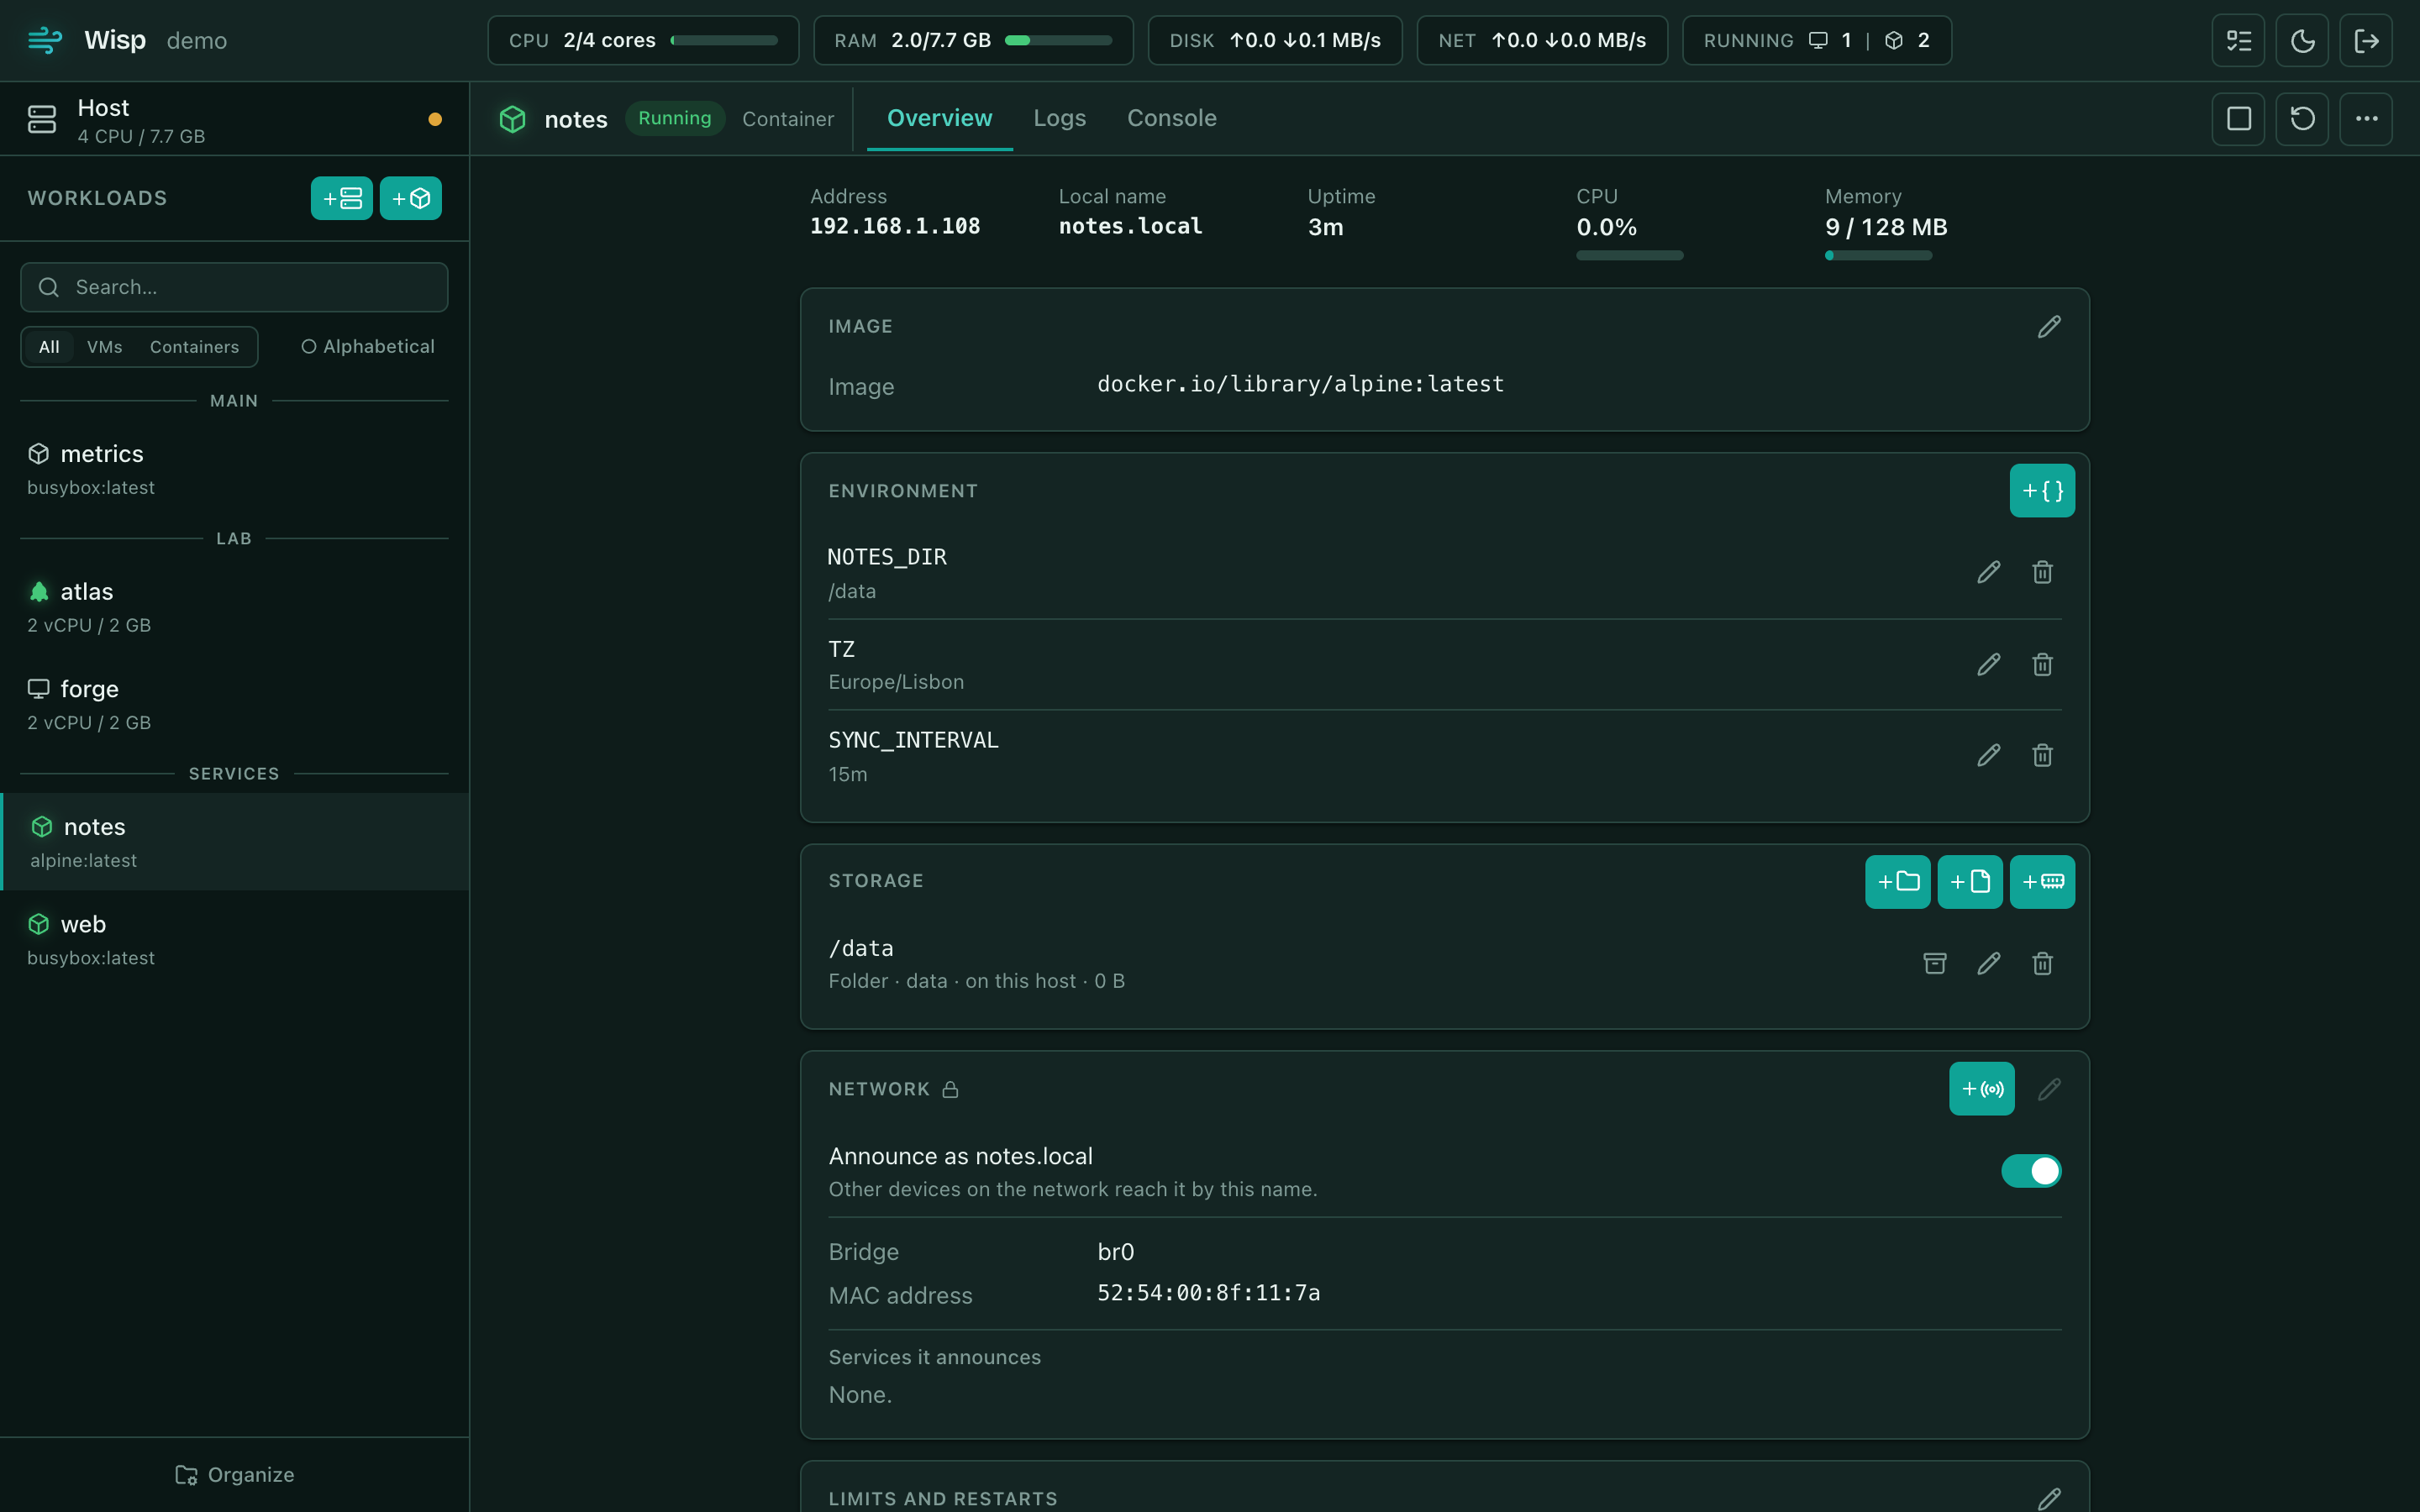 Wisp demo
CPU 2/4 cores
RAM 2.0/7.7 GB
DISK ↑0.0 ↓0.1 MB/s
NET ↑0.0 ↓0.0 MB/s
RUNNING 1 | 2
Host
4 CPU / 7.7 GB
WORKLOADS
+
+
Search...
All VMs Containers
Alphabetical
MAIN
metrics
busybox:latest
LAB
atlas
2 vCPU / 2 GB
forge
2 vCPU / 2 GB
SERVICES
notes
alpine:latest
web
busybox:latest
Organize
notes Running Container
Overview Logs Console
Address
192.168.1.108
Local name
notes.local
Uptime
3m
CPU
0.0%
Memory
9 / 128 MB
IMAGE
Image docker.io/library/alpine:latest
ENVIRONMENT
+{ }
NOTES_DIR
/data
TZ
Europe/Lisbon
SYNC_INTERVAL
15m
STORAGE
+ + +
/data
Folder · data · on this host · 0 B
NETWORK
+
Announce as notes.local
Other devices on the network reach it by this name.
Bridge br0
MAC address 52:54:00:8f:11:7a
Services it announces
None.
LIMITS AND RESTARTS